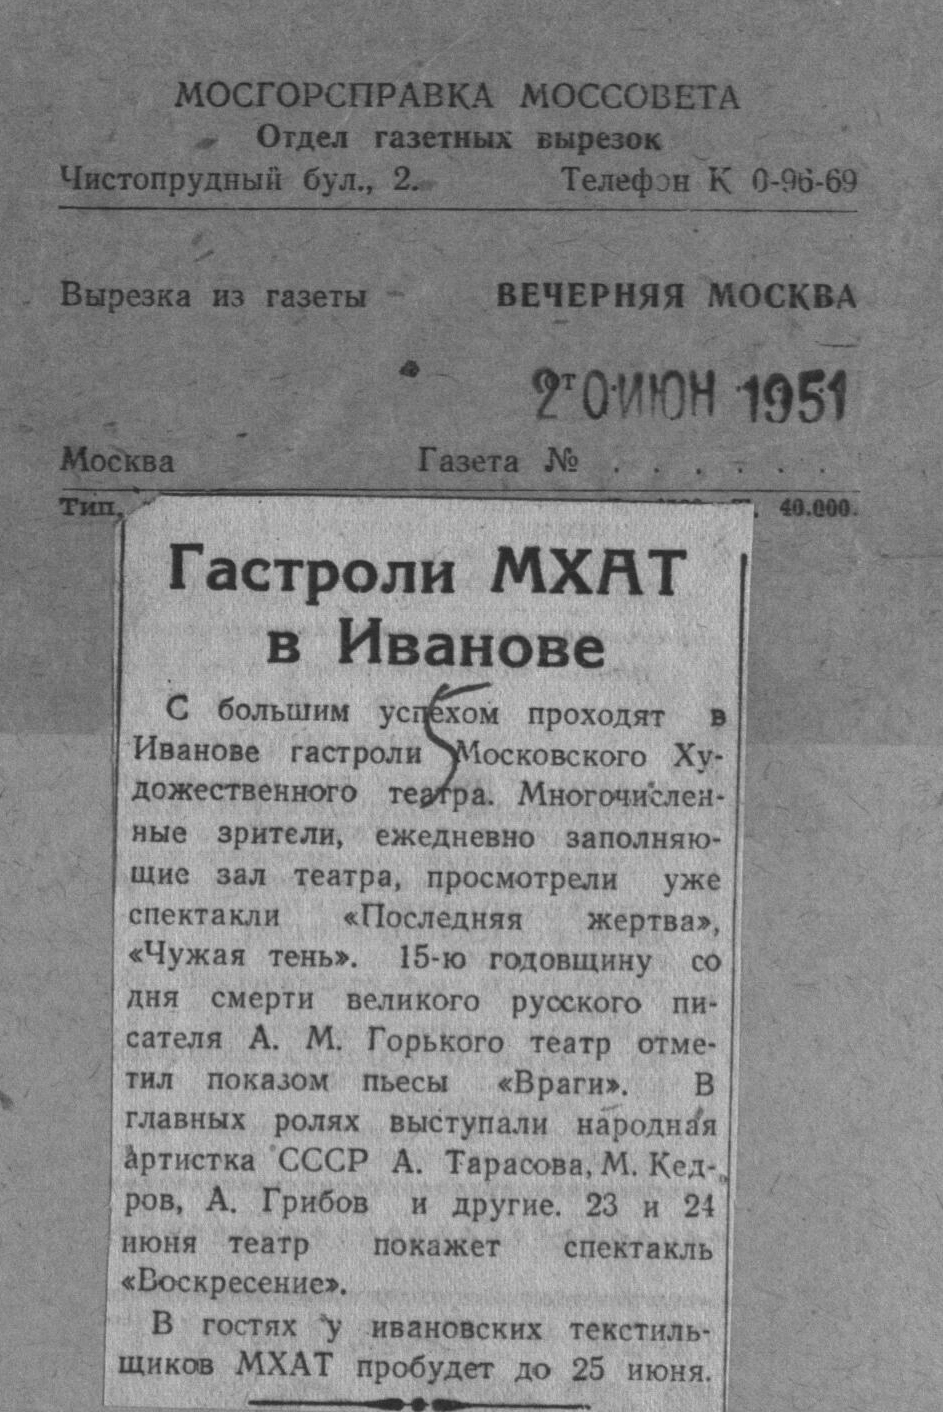 МОСГОРСПРАВКА МОССОВЕТА
Отдел газетных вырезок
Чистопрудный бул., 2. Телефон К 0-96-69
Вырезка из газеты ВЕЧЕРНЯЯ МОСКВА
от
20 ИЮН 1951
Москва Газета № . . . . . .
Тип. 40.000.
Гастроли МХАТ
в Иванове
С большим успехом проходят в
Иванове гастроли Московского Ху-
дожественного театра. Многочислен-
ные зрители, ежедневно заполняю-
щие зал театра, просмотрели уже
спектакли «Последняя жертва»,
«Чужая тень». 15-ю годовщину со
дня смерти великого русского пи-
сателя А. М. Горького театр отме-
тил показом пьесы «Враги». В
главных ролях выступали народная
артистка СССР А. Тарасова, М. Кед-
ров, А. Грибов и другие. 23 и 24
июня театр покажет спектакль
«Воскресение».
В гостях у ивановских текстиль-
щиков МХАТ пробудет до 25 июня.